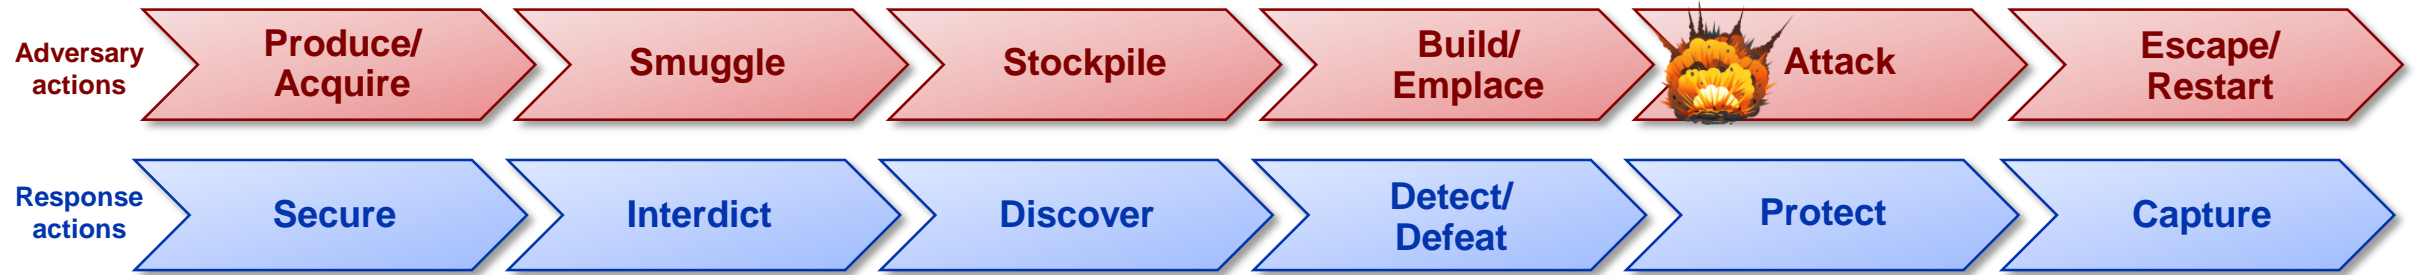 Adversary
actions
Produce/
Acquire
Smuggle
Stockpile
Build/
Emplace
Attack
Escape/
Restart
Response
actions
Secure
Interdict
Discover
Detect/
Defeat
Protect
Capture